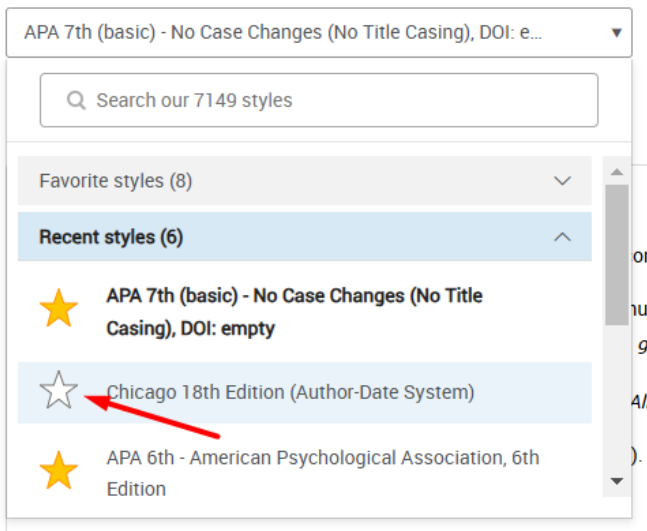 APA 7th (basic) - No Case Changes (No Title Casing), DOI: e...
Search our 7149 styles
Favorite styles (8)
Recent styles (6)
APA 7th (basic) - No Case Changes (No Title
Casing), DOI: empty
Chicago 18th Edition (Author-Date System)
APA 6th - American Psychological Association, 6th
Edition